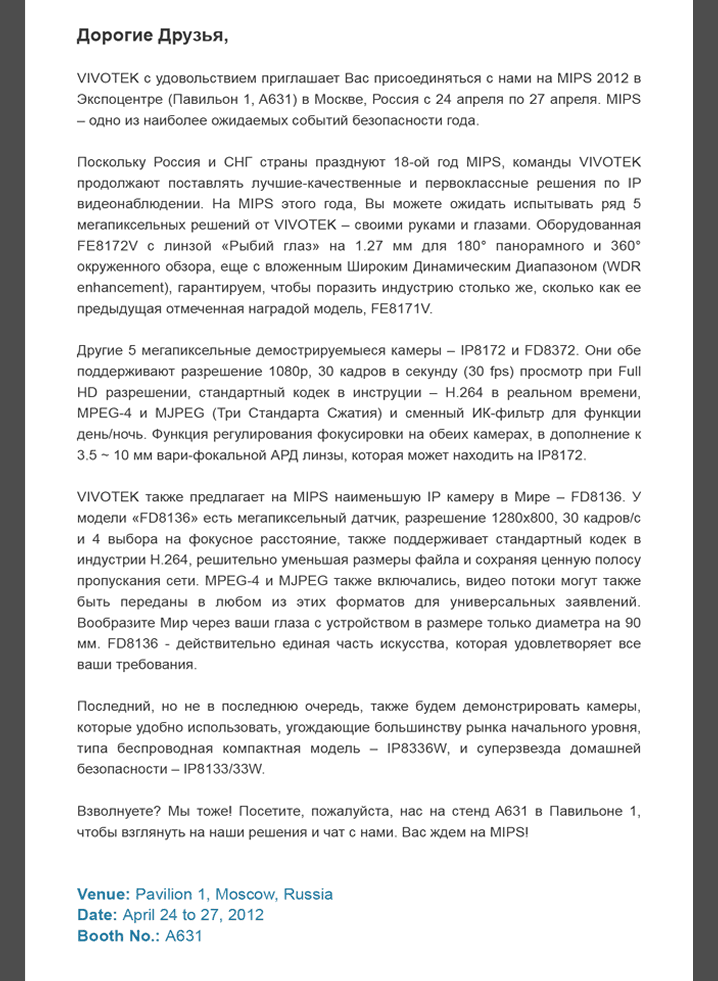 Дорогие Друзья,
VIVOTEK с удовольствием приглашает Вас присоединяться с нами на MIPS 2012 в
Экспоцентре (Павильон 1, А631) в Москве, Россия с 24 апреля по 27 апреля. MIPS
– одно из наиболее ожидаемых событий безопасности года.
Поскольку Россия и СНГ страны празднуют 18-ой год MIPS, команды VIVOTEK
продолжают поставлять лучшие-качественные и первоклассные решения по IP
видеонаблюдении. На MIPS этого года, Вы можете ожидать испытывать ряд 5
мегапиксельных решений от VIVOTEK – своими руками и глазами. Оборудованная
FE8172V с линзой «Рыбий глаз» на 1.27 мм для 180° панорамного и 360°
окруженного обзора, еще с вложенным Широким Динамическим Диапазоном (WDR
enhancement), гарантируем, чтобы поразить индустрию столько же, сколько как ее
предыдущая отмеченная наградой модель, FE8171V.
Другие 5 мегапиксельные демострируемыеся камеры – IP8172 и FD8372. Они обе
поддерживают разрешение 1080p, 30 кадров в секунду (30 fps) просмотр при Full
HD разрешении, стандартный кодек в инструции – H.264 в реальном времени,
MPEG-4 и MJPEG (Три Стандарта Сжатия) и сменный ИК-фильтр для функции
день/ночь. Функция регулирования фокусировки на обеих камерах, в дополнение к
3.5 ~ 10 мм вари-фокальной АРД линзы, которая может находить на IP8172.
VIVOTEK также предлагает на MIPS наименьшую IP камеру в Мире – FD8136. У
модели «FD8136» есть мегапиксельный датчик, разрешение 1280x800, 30 кадров/с
и 4 выбора на фокусное расстояние, также поддерживает стандартный кодек в
индустрии H.264, решительно уменьшая размеры файла и сохраняя ценную полосу
пропускания сети. MPEG-4 и MJPEG также включались, видео потоки могут также
быть переданы в любом из этих форматов для универсальных заявлений.
Вообразите Мир через ваши глаза с устройством в размере только диаметра на 90
мм. FD8136 - действительно единая часть искусства, которая удовлетворяет все
ваши требования.
Последний, но не в последнюю очередь, также будем демонстрировать камеры,
которые удобно использовать, угождающие большинству рынка начального уровня,
типа беспроводная компактная модель – IP8336W, и суперзвезда домашней
безопасности – IP8133/33W.
Взволнуете? Мы тоже! Посетите, пожалуйста, нас на стенд А631 в Павильоне 1,
чтобы взглянуть на наши решения и чат с нами. Вас ждем на MIPS!
Venue: Pavilion 1, Moscow, Russia
Date: April 24 to 27, 2012
Booth No.: A631